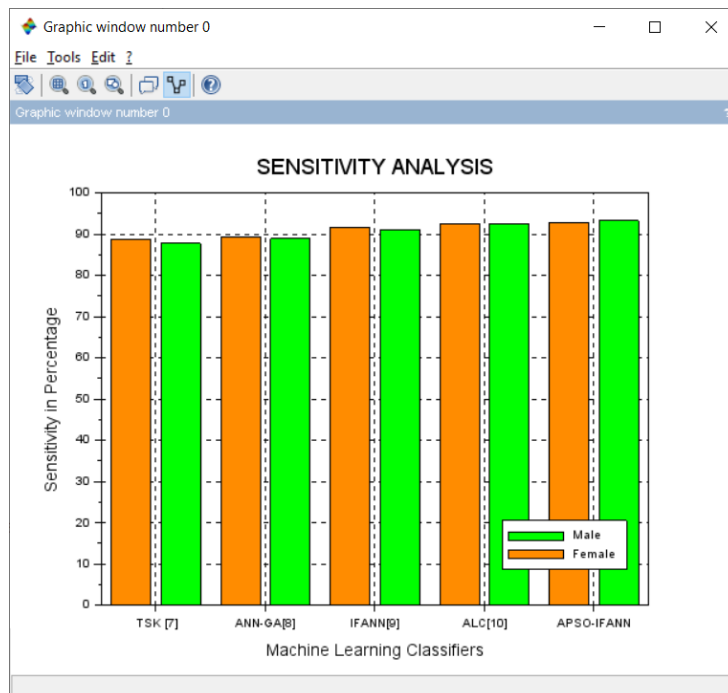 Graphic window number 0
File Tools Edit ?
Graphic window number 0 ?
SENSITIVITY ANALYSIS
100
90
80
70
60
50
40
30
20
10
0
Sensitivity in Percentage
Male
Female
TSK [7] ANN-GA[8] IFANN[9] ALC[10] APSO-IFANN
Machine Learning Classifiers